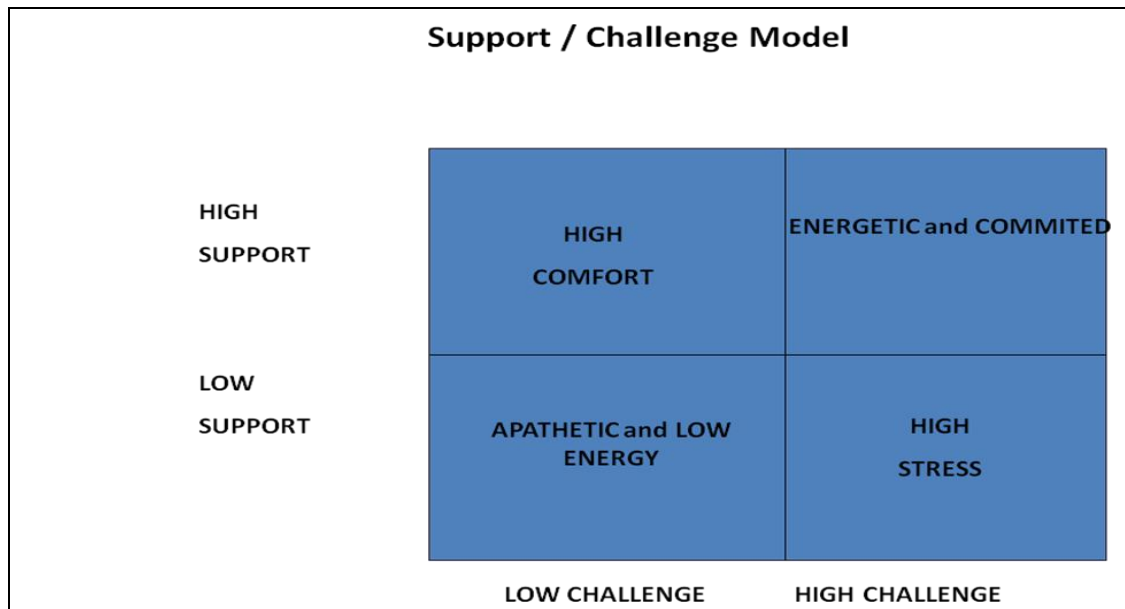 Support / Challenge Model
HIGH
SUPPORT
HIGH
COMFORT
ENERGETIC and COMMITED
LOW
SUPPORT
APATHETIC and LOW
ENERGY
HIGH
STRESS
LOW CHALLENGE
HIGH CHALLENGE